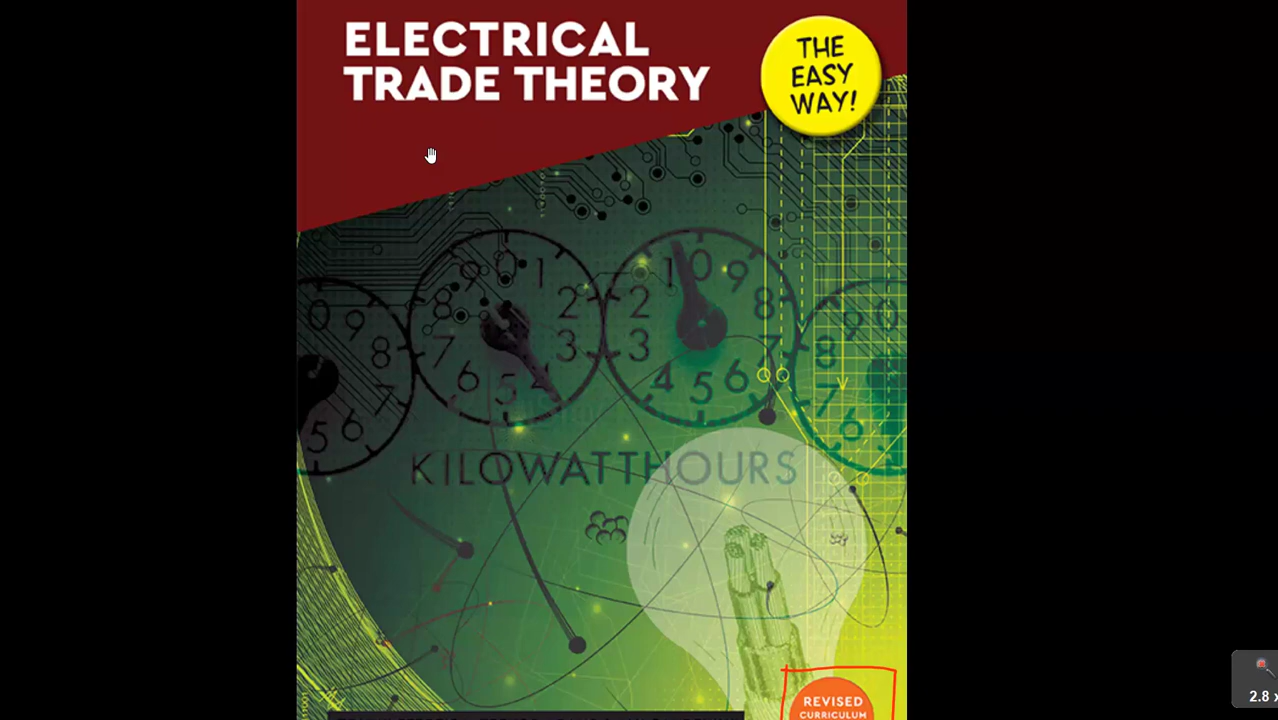 ELECTRICAL
TRADE THEORY
THE
EASY
WAY!
KILOWATTHOURS
REVISED
CURRICULUM
2.8 x